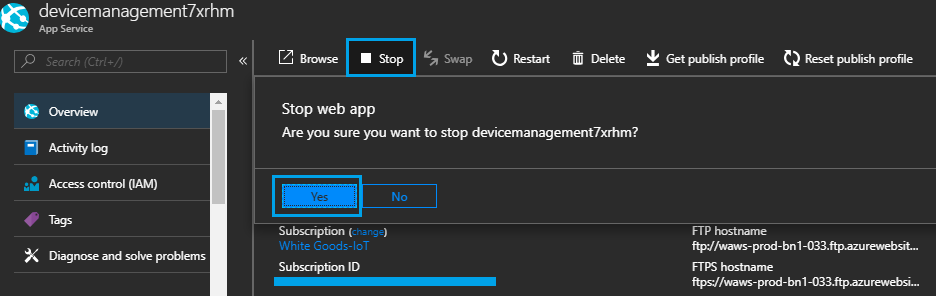 devicemanagement7xrhm
App Service
Search (Ctrl+/)
Overview
Activity log
Access control (IAM)
Tags
Diagnose and solve problems
Browse Stop Swap Restart Delete Get publish profile Reset publish profile
Stop web app
Are you sure you want to stop devicemanagement7xrhm?
Yes No
Subscription (change)
White Goods-IoT
Subscription ID
FTP hostname
ftp://waws-prod-bn1-033.ftp.azurewebsit...
FTPS hostname
ftps://waws-prod-bn1-033.ftp.azurewebsi...